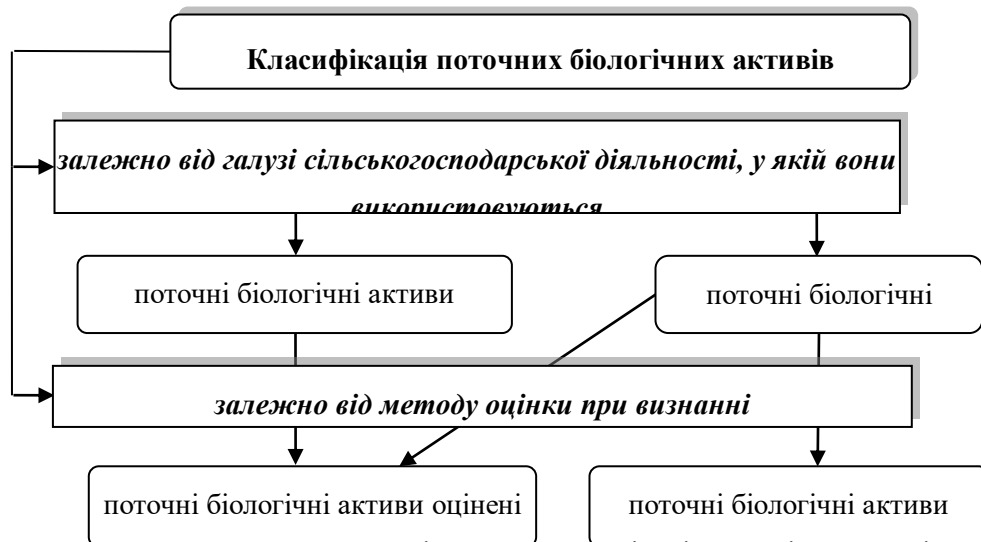 Класифікація поточних біологічних активів
залежно від галузі сільськогосподарської діяльності, у якій вони
використовуються
поточні біологічні активи
поточні біологічні
залежно від методу оцінки при визнанні
поточні біологічні активи оцінені
поточні біологічні активи